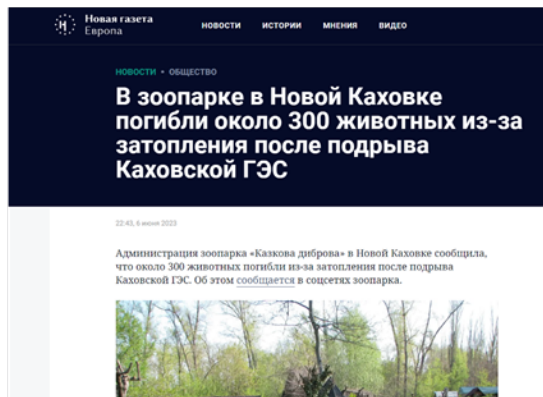 Новая газета
Европа
НОВОСТИ
ИСТОРИИ
МНЕНИЯ
ВИДЕО
НОВОСТИ • ОБЩЕСТВО
В зоопарке в Новой Каховке
погибли около 300 животных из-за
затопления после подрыва
Каховской ГЭС
22:43, 6 июня 2023
Администрация зоопарка «Казкова діброва» в Новой Каховке сообщила,
что около 300 животных погибли из-за затопления после подрыва
Каховской ГЭС. Об этом сообщается в соцсетях зоопарка.